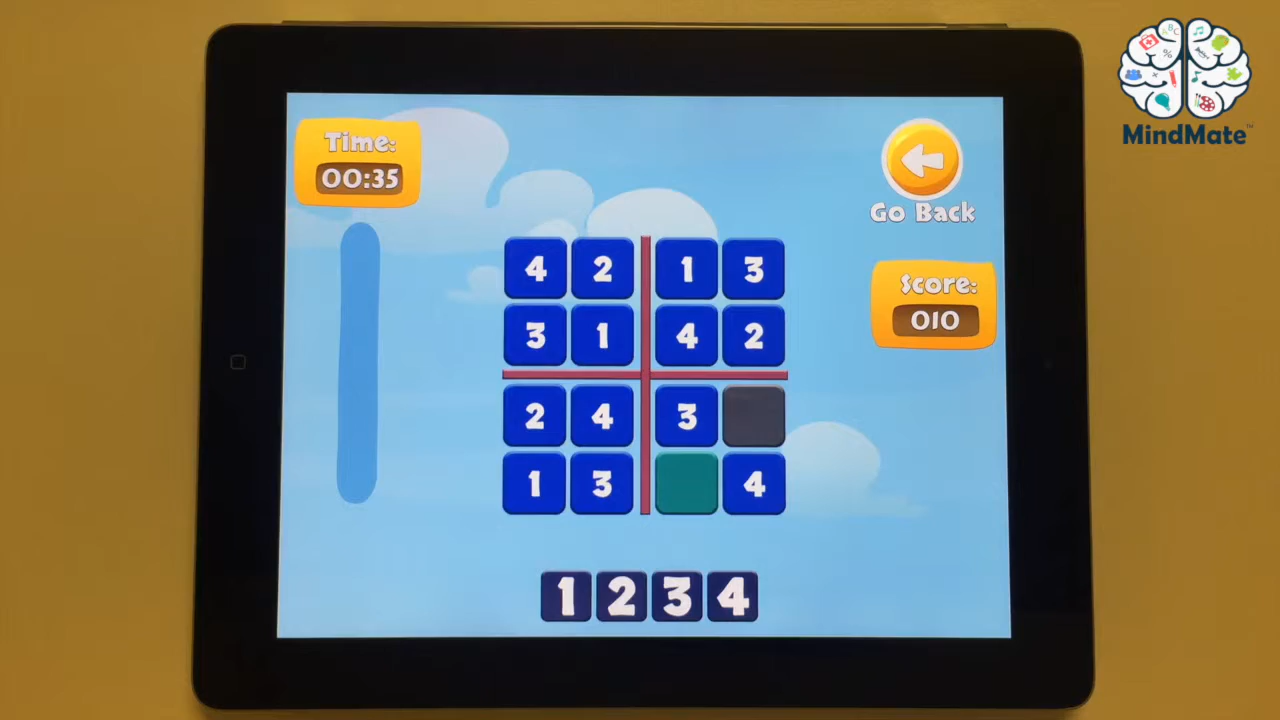 MindMate™
Time:
00:35
Go Back
Score:
010
4 2 1 3
3 1 4 2
2 4 3
1 3 4
1 2 3 4